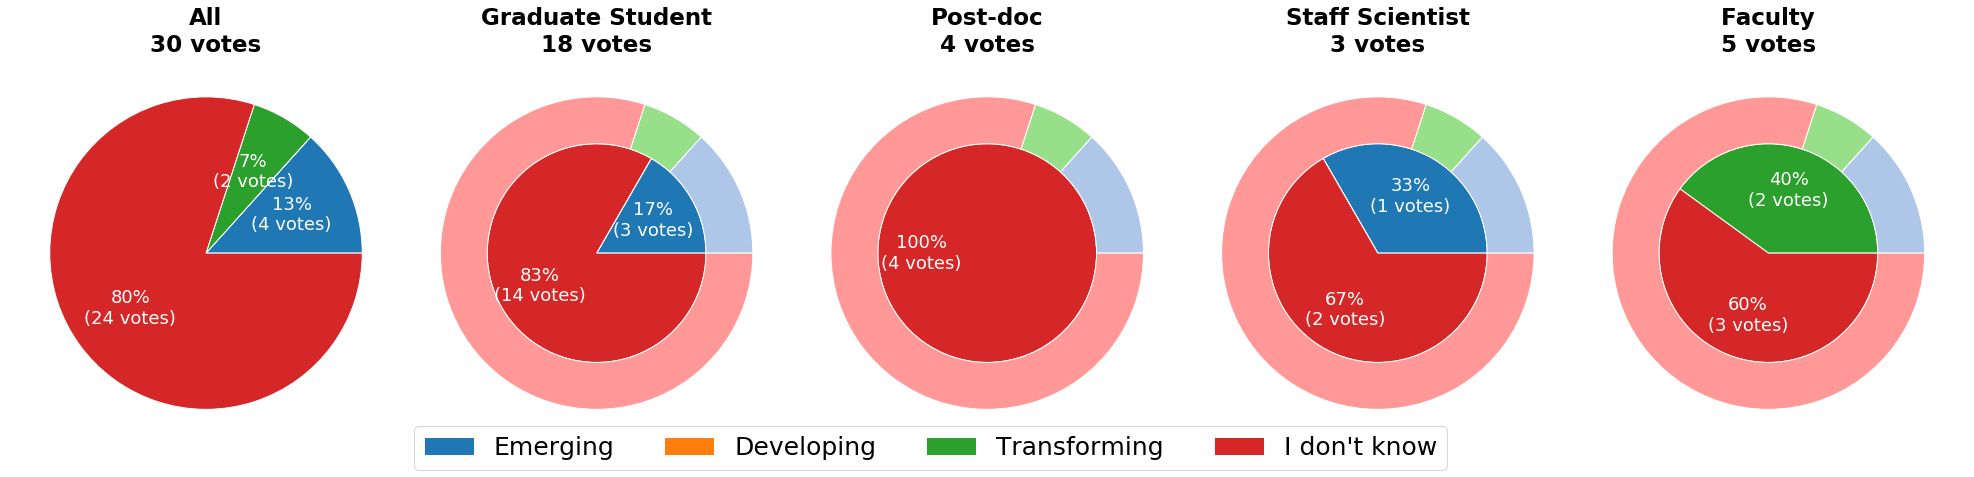 All
30 votes
7%
(2 votes)
13%
(4 votes)
80%
(24 votes)
Graduate Student
18 votes
17%
(3 votes)
83%
(14 votes)
Post-doc
4 votes
100%
(4 votes)
Staff Scientist
3 votes
33%
(1 votes)
67%
(2 votes)
Faculty
5 votes
40%
(2 votes)
60%
(3 votes)
Emerging
Developing
Transforming
I don't know